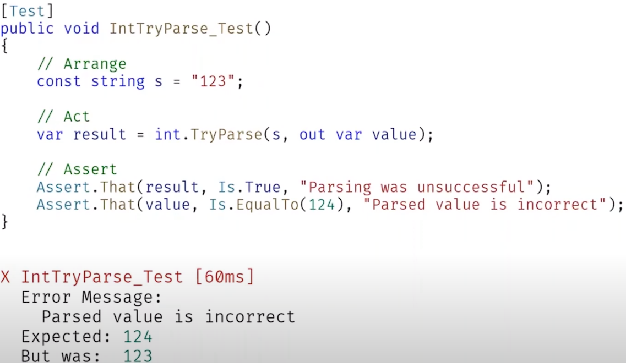 [Test]
public void IntTryParse_Test()
{
    // Arrange
    const string s = "123";

    // Act
    var result = int.TryParse(s, out var value);

    // Assert
    Assert.That(result, Is.True, "Parsing was unsuccessful");
    Assert.That(value, Is.EqualTo(124), "Parsed value is incorrect");
}

X IntTryParse_Test [60ms]
  Error Message:
    Parsed value is incorrect
  Expected: 124
  But was:  123